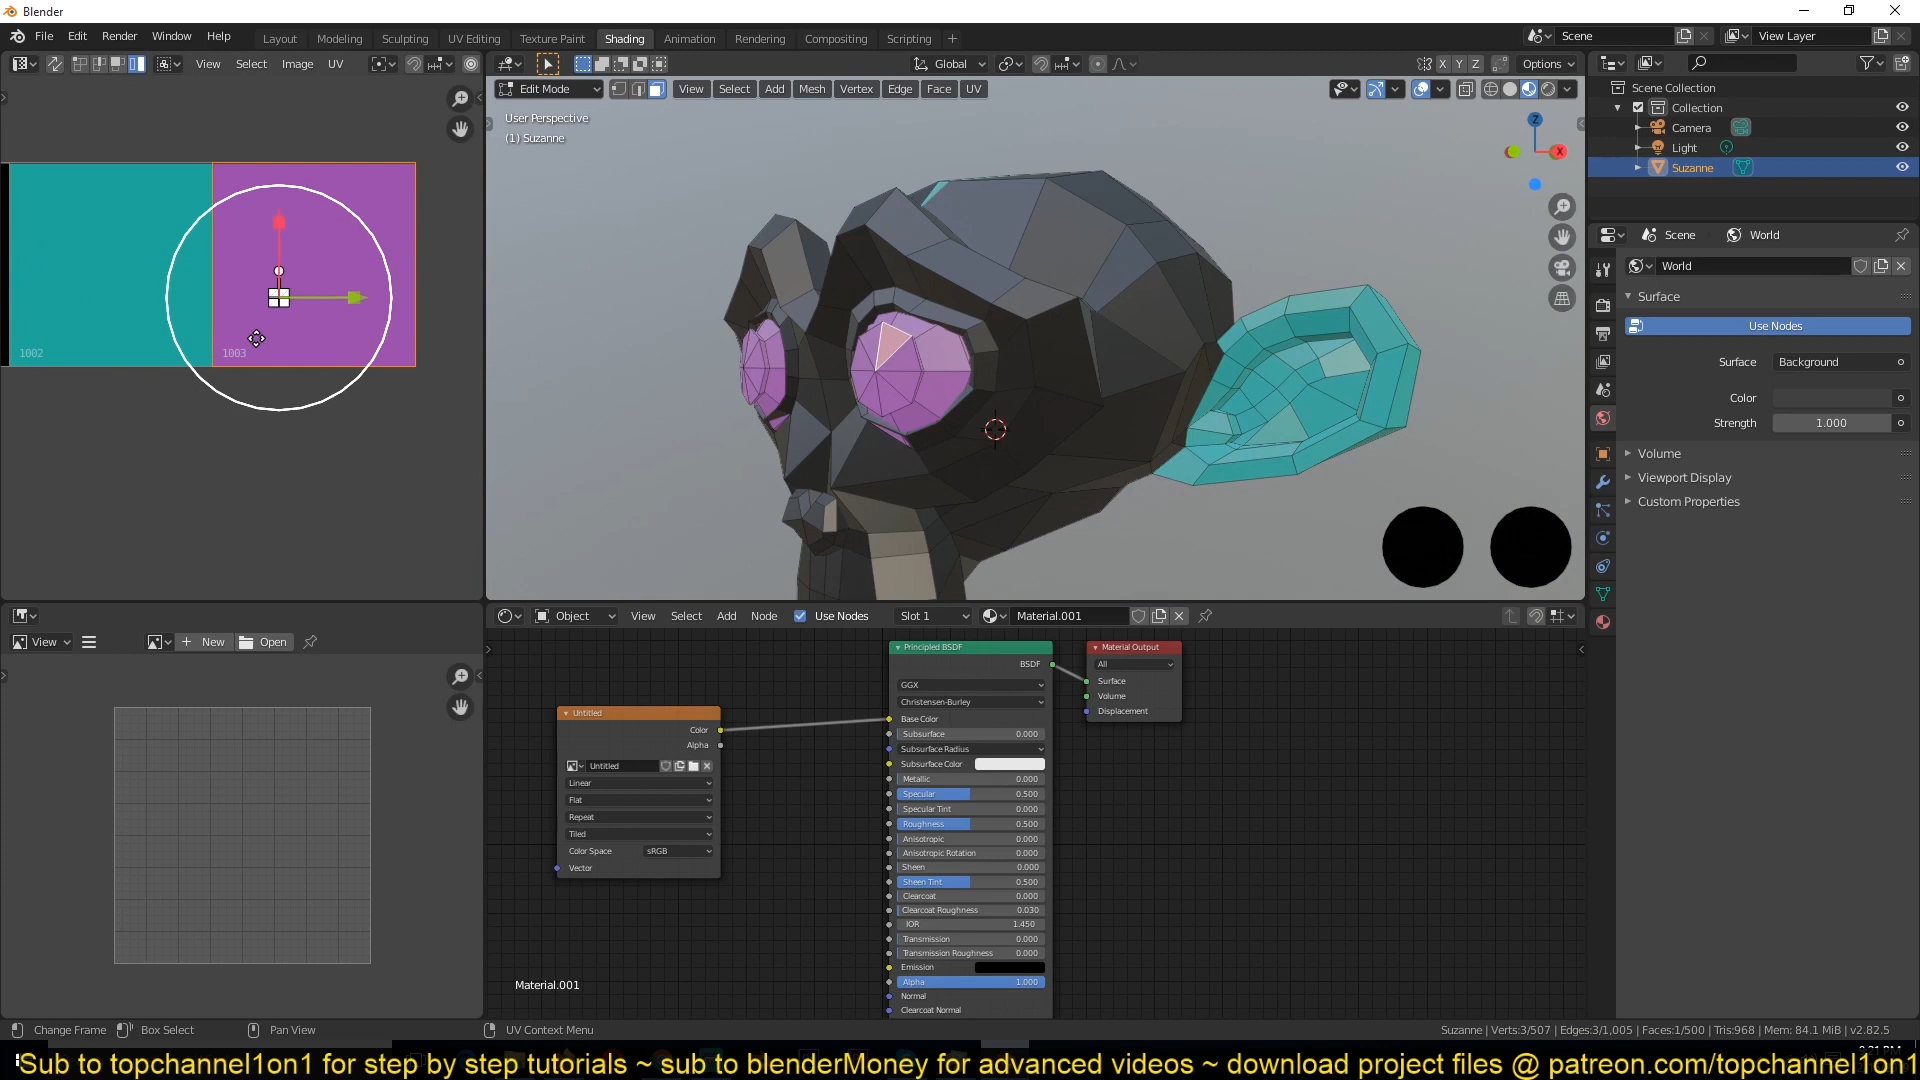 Blender
File Edit Render Window Help Layout Modeling Sculpting UV Editing Texture Paint Shading Animation Rendering Compositing Scripting + Scene View Layer
View Select Image UV Global X Y Z Options
Edit Mode View Select Add Mesh Vertex Edge Face UV
User Perspective
(1) Suzanne
Z
X
1002
1003
Scene Collection
Collection
Camera
Light
Suzanne
Scene World
World
Surface
Use Nodes
Surface Background
Color
Strength 1.000
Volume
Viewport Display
Custom Properties
View New Open
Object View Select Add Node Use Nodes Slot 1 Material.001
Untitled
Color
Alpha
Untitled
Linear
Flat
Repeat
Tiled
Color Space sRGB
Vector
Principled BSDF
BSDF
GGX
Christensen-Burley
Base Color
Subsurface 0.000
Subsurface Radius
Subsurface Color
Metallic 0.000
Specular 0.500
Specular Tint 0.000
Roughness 0.500
Anisotropic 0.000
Anisotropic Rotation 0.000
Sheen 0.000
Sheen Tint 0.500
Clearcoat 0.000
Clearcoat Roughness 0.030
IOR 1.450
Transmission 0.000
Transmission Roughness 0.000
Emission
Alpha 1.000
Normal
Clearcoat Normal
Material Output
All
Surface
Volume
Displacement
Material.001
Change Frame Box Select Pan View UV Context Menu Suzanne | Verts:3/507 | Edges:3/1,005 | Faces:1/500 | Tris:968 | Mem: 84.1 MiB | v2.82.5
Sub to topchannel1on1 for step by step tutorials ~ sub to blenderMoney for advanced videos ~ download project files @ patreon.com/topchannel1on1